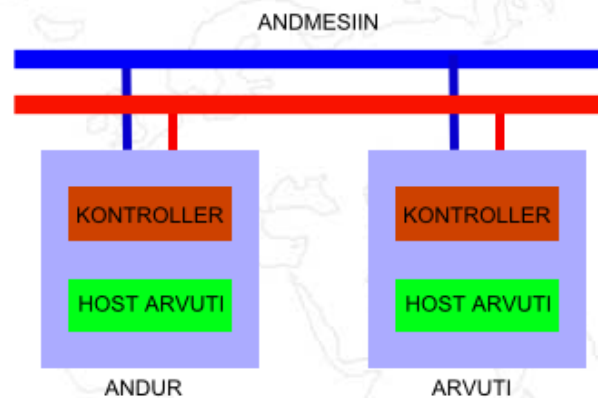 ANDMESIIN
KONTROLLER
KONTROLLER
HOST ARVUTI
HOST ARVUTI
ANDUR
ARVUTI